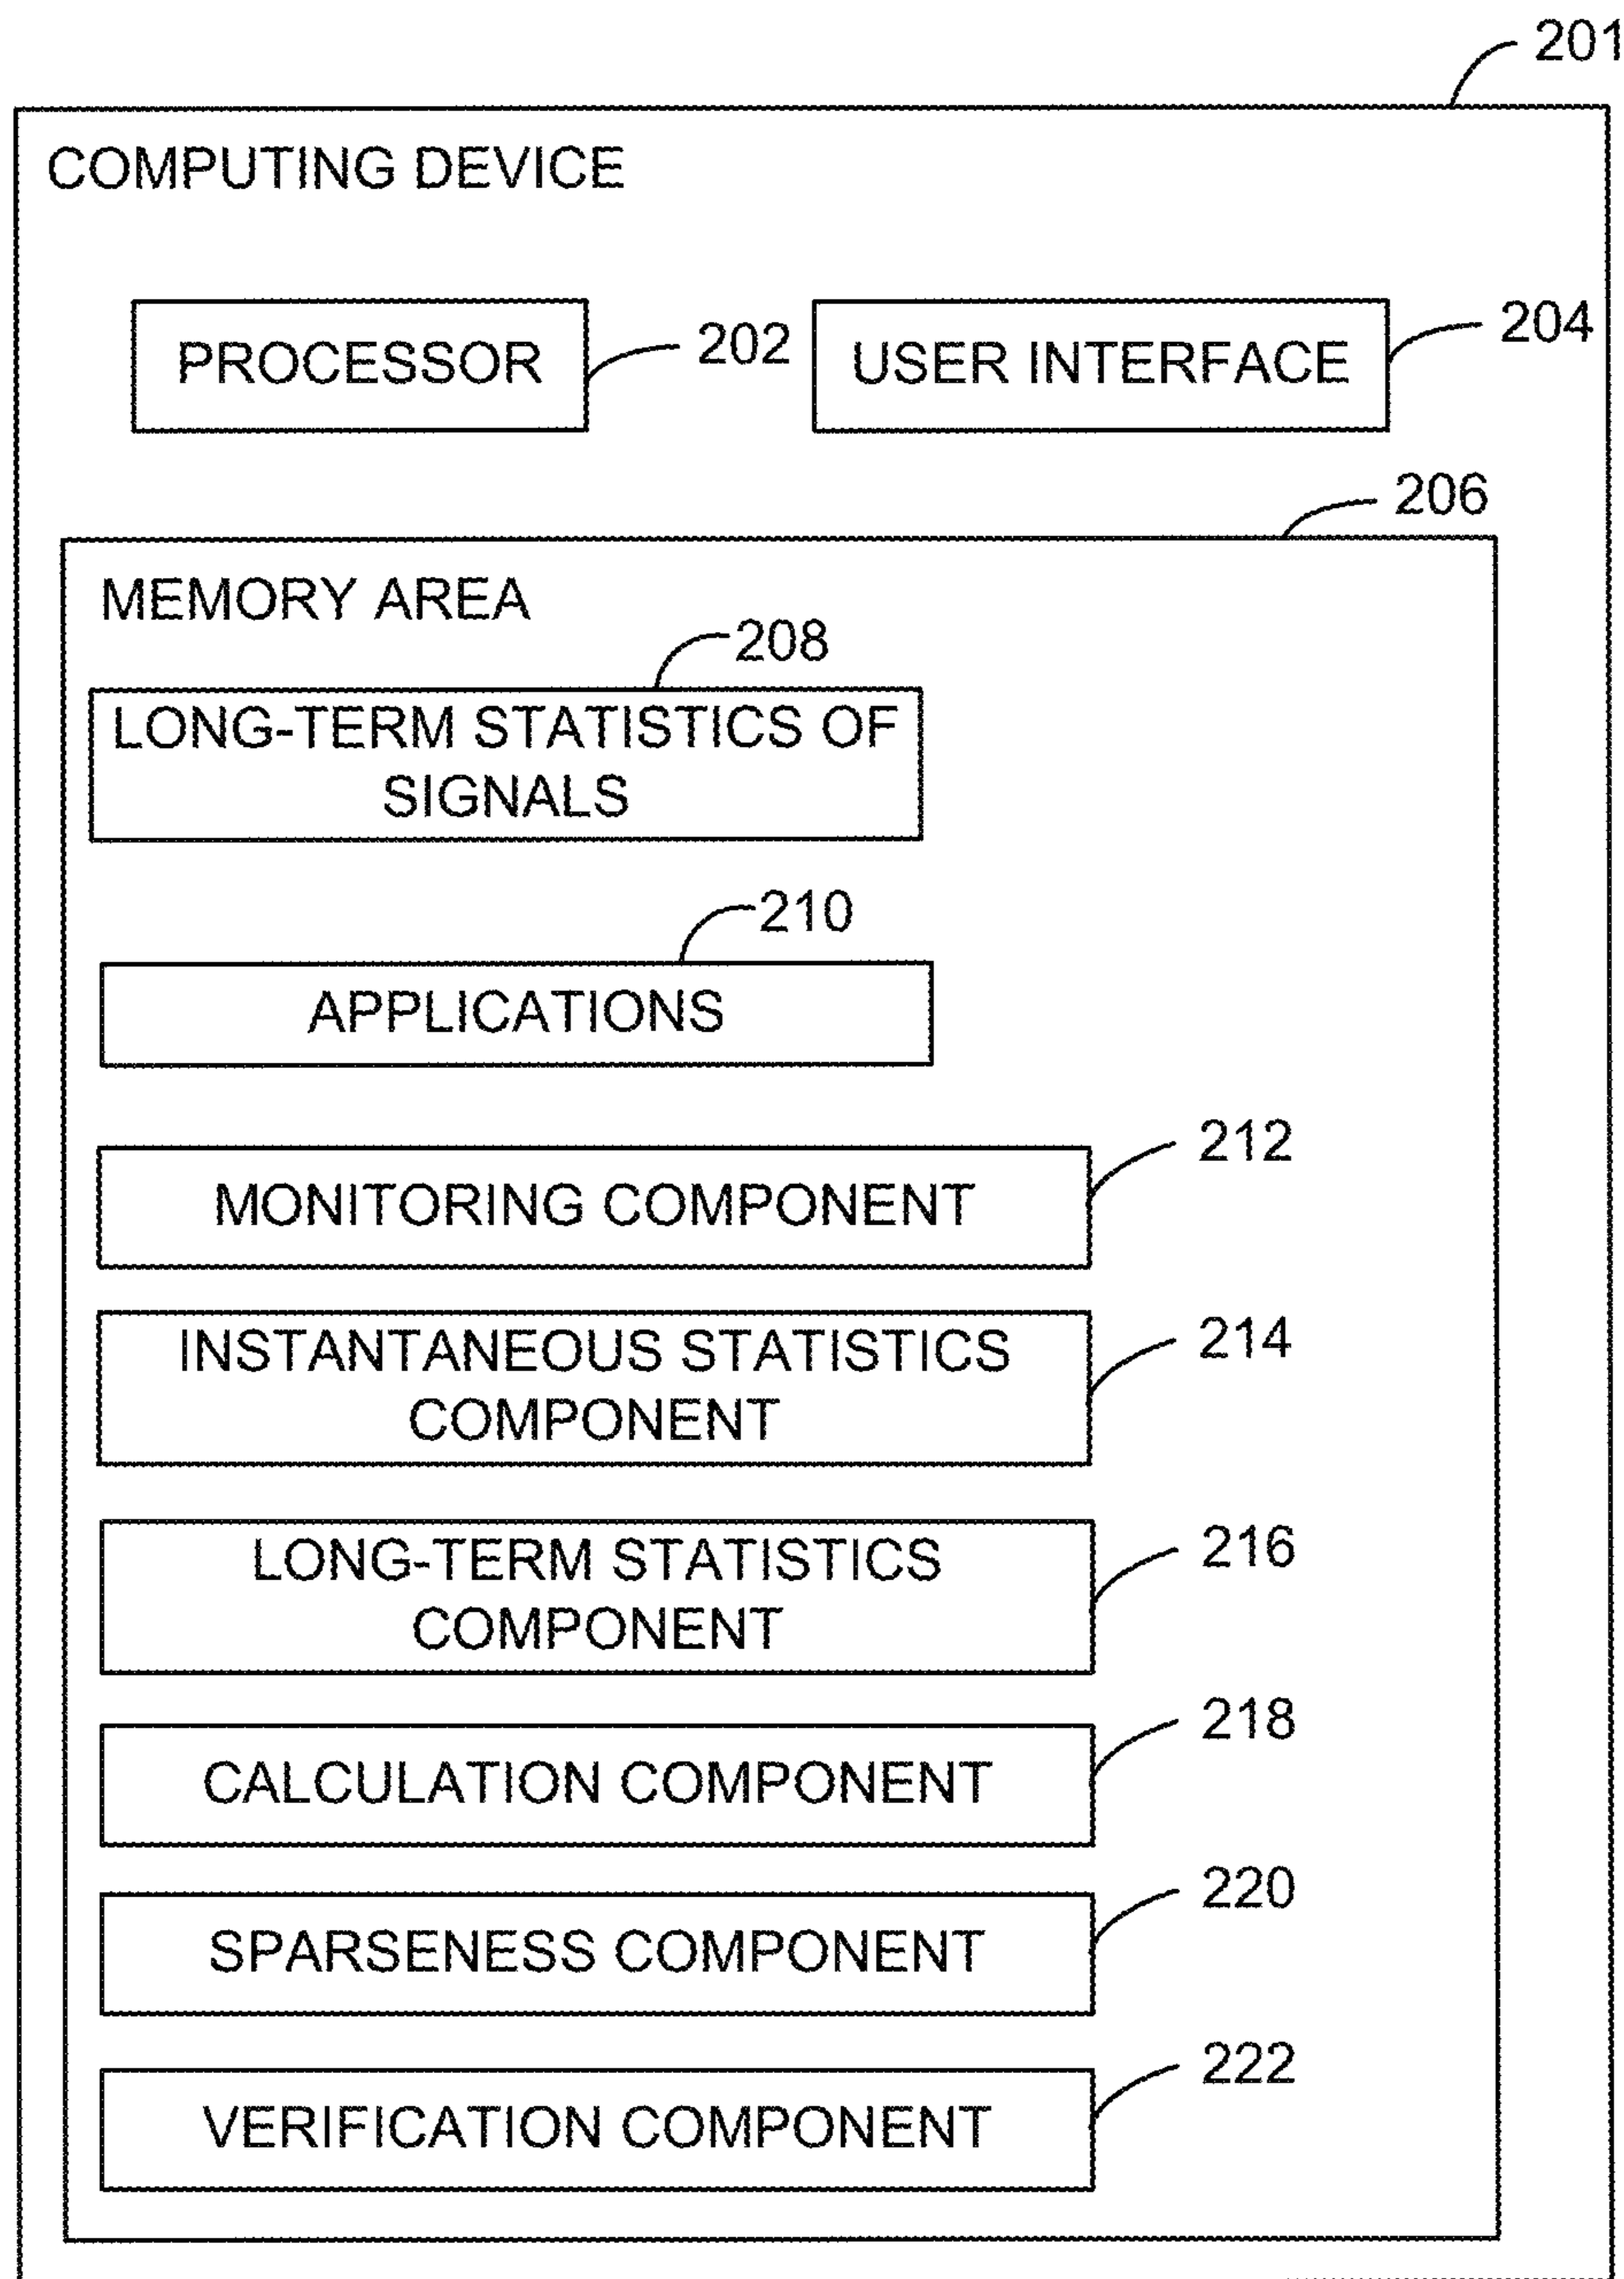 201
COMPUTING DEVICE
PROCESSOR
202
USER INTERFACE
204
206
MEMORY AREA
208
LONG-TERM STATISTICS OF
SIGNALS
210
APPLICATIONS
212
MONITORING COMPONENT
214
INSTANTANEOUS STATISTICS
COMPONENT
216
LONG-TERM STATISTICS
COMPONENT
218
CALCULATION COMPONENT
220
SPARSENESS COMPONENT
222
VERIFICATION COMPONENT